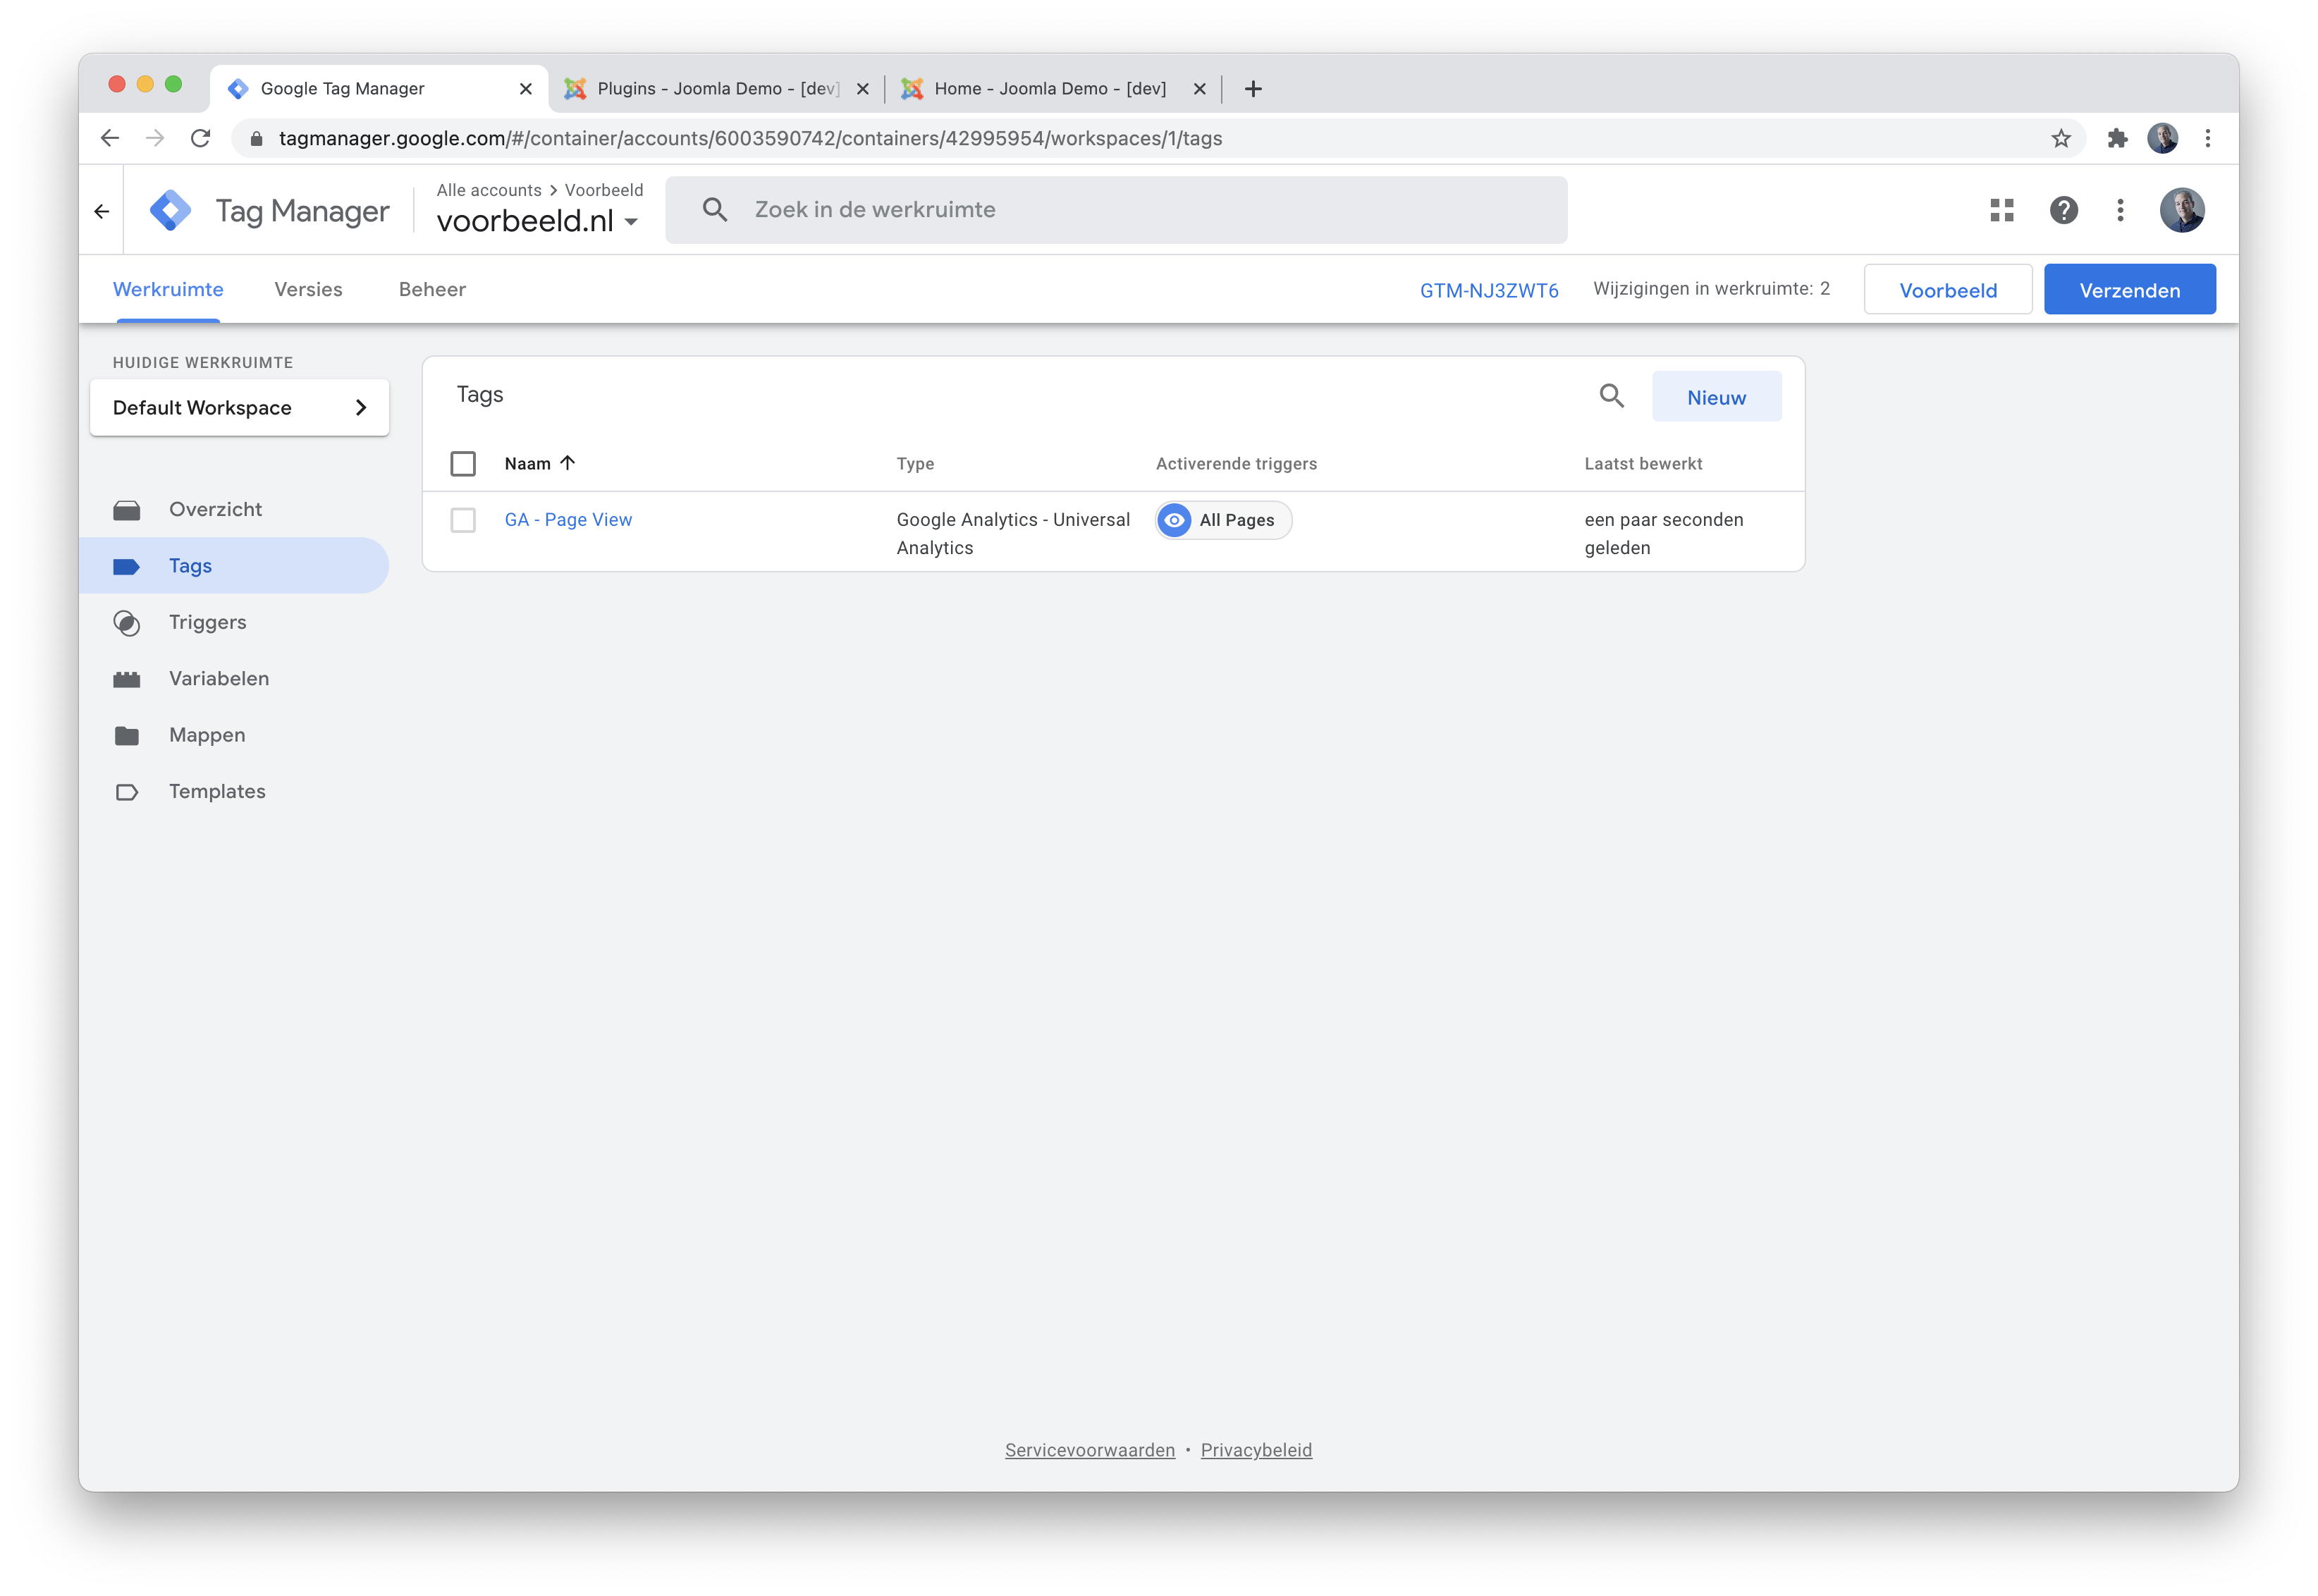 Google Tag Manager
Plugins - Joomla Demo - [dev]
Home - Joomla Demo - [dev]
tagmanager.google.com/#/container/accounts/6003590742/containers/42995954/workspaces/1/tags
Tag Manager
Alle accounts > Voorbeeld
voorbeeld.nl
Zoek in de werkruimte
Werkruimte
Versies
Beheer
GTM-NJ3ZWT6
Wijzigingen in werkruimte: 2
Voorbeeld
Verzenden
HUIDIGE WERKRUIMTE
Default Workspace
Overzicht
Tags
Triggers
Variabelen
Mappen
Templates
Tags
Nieuw
Naam
Type
Activerende triggers
Laatst bewerkt
GA - Page View
Google Analytics - Universal
Analytics
All Pages
een paar seconden
geleden
Servicevoorwaarden • Privacybeleid